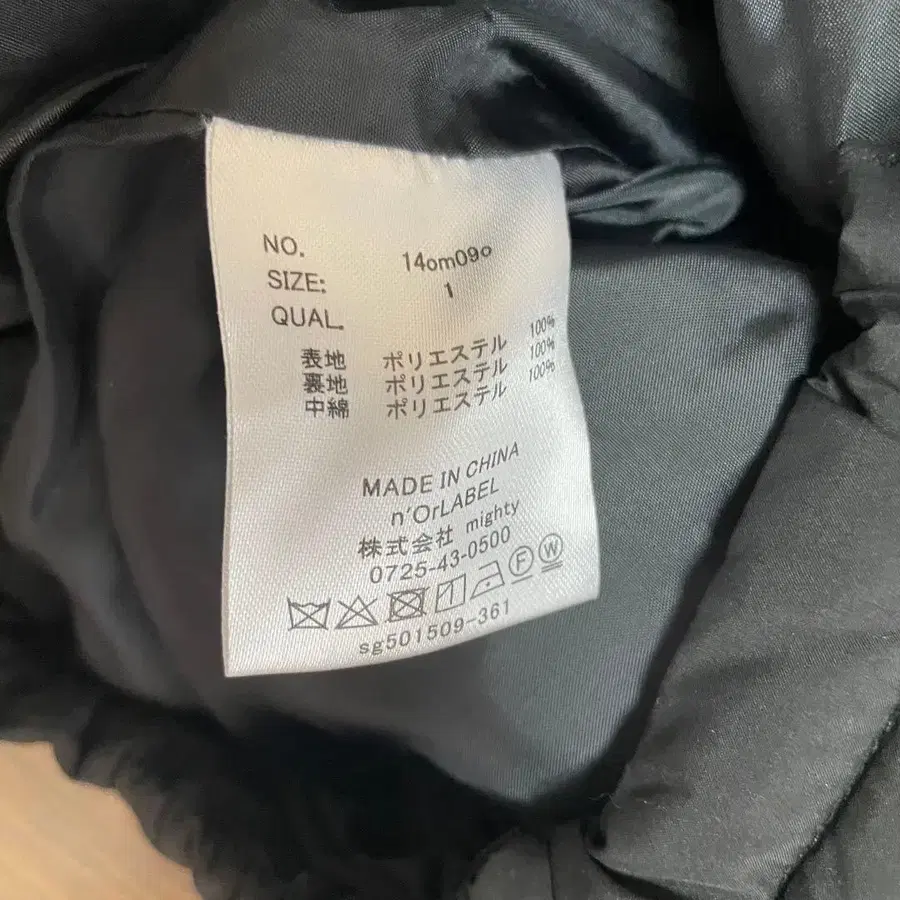 NO. 14om09o
SIZE: 1
QUAL.
表地 ポリエステル 100%
裏地 ポリエステル 100%
中綿 ポリエステル 100%
MADE IN CHINA
n'OrLABEL
株式会社 mighty
0725-43-0500
F W
sg501509-361